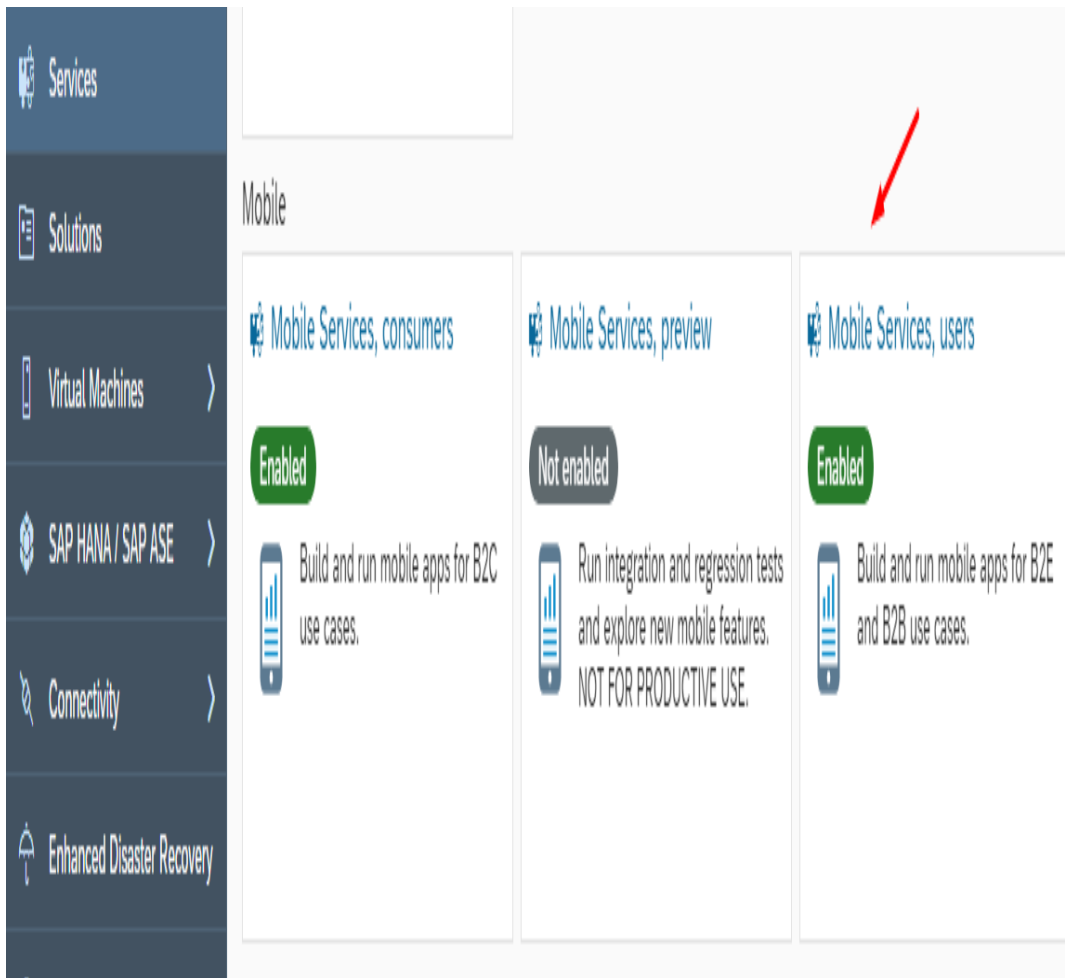 Services
Solutions
Virtual Machines
SAP HANA / SAP ASE
Connectivity
Enhanced Disaster Recovery
Mobile
Mobile Services, consumers
Enabled
Build and run mobile apps for B2C
use cases.
Mobile Services, preview
Not enabled
Run integration and regression tests
and explore new mobile features.
NOT FOR PRODUCTIVE USE.
Mobile Services, users
Enabled
Build and run mobile apps for B2E
and B2B use cases.